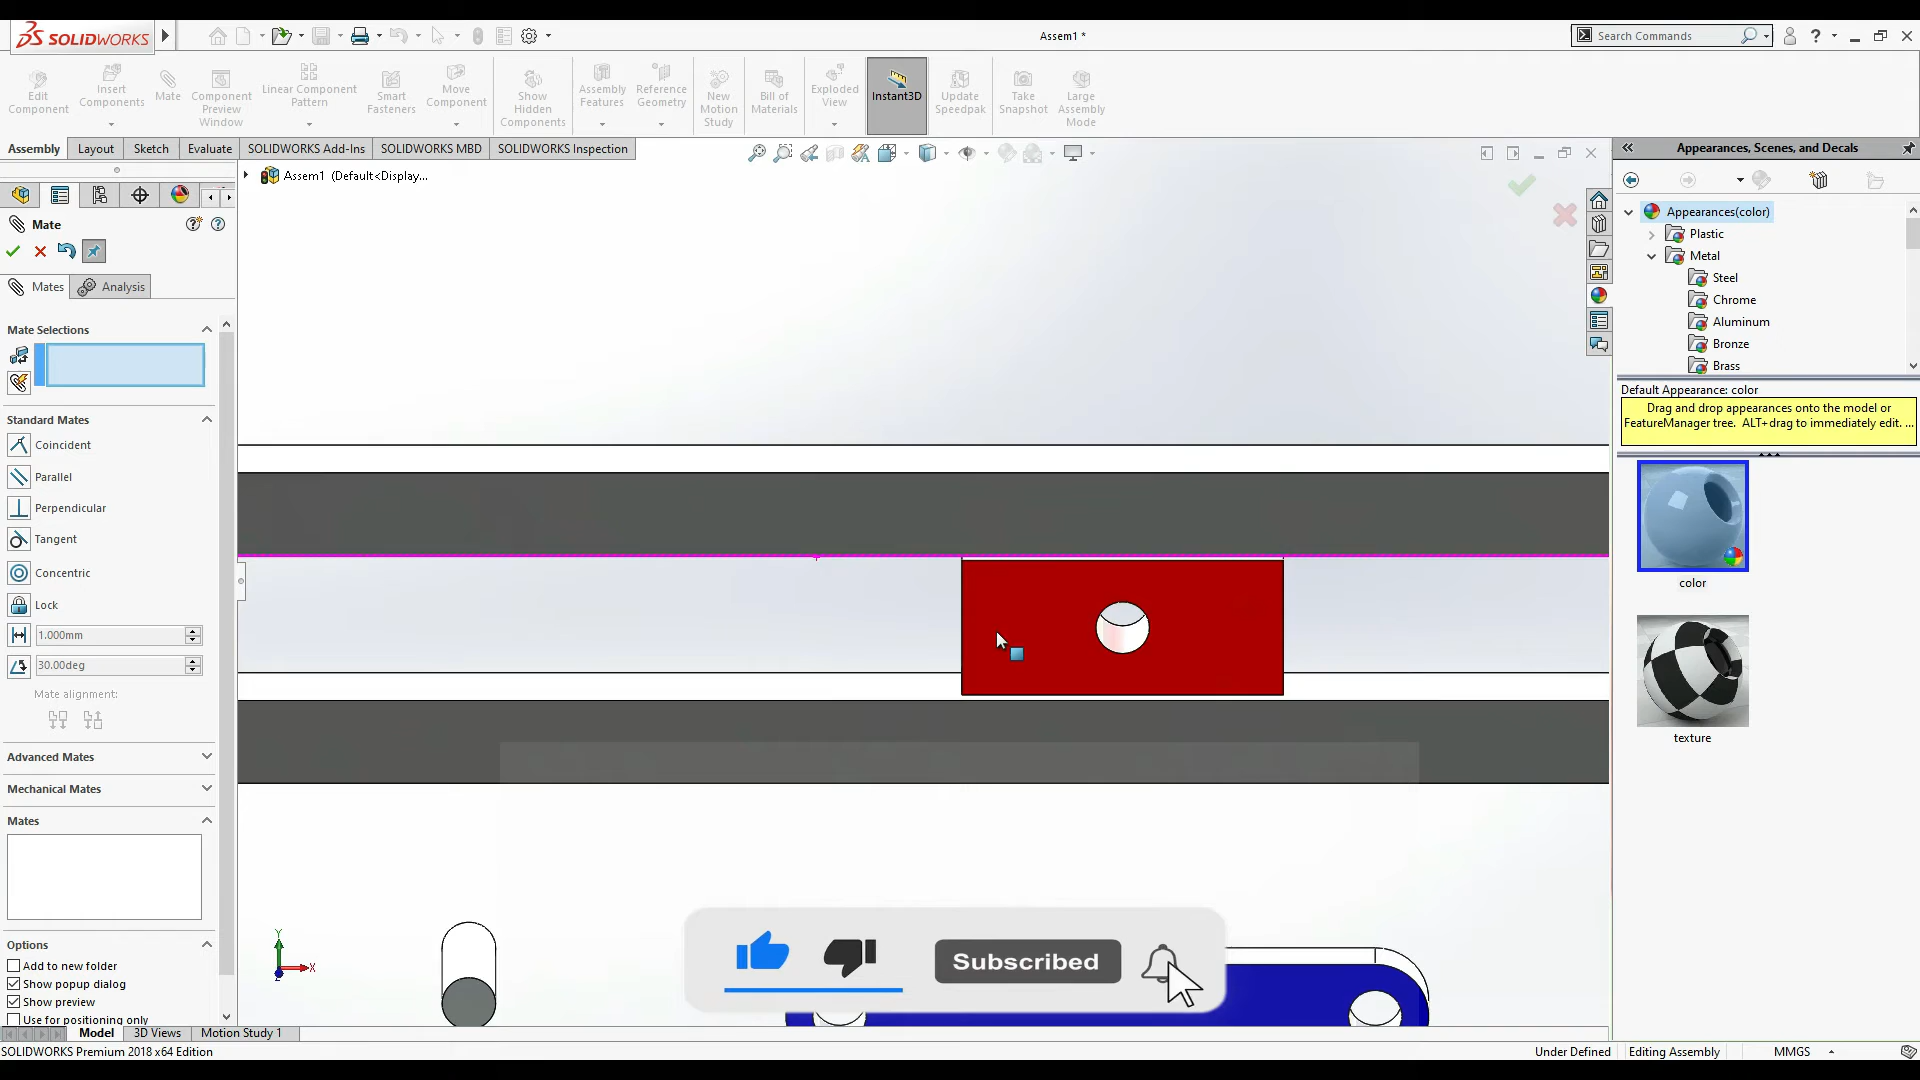 SOLIDWORKS
Assem1 *
Search Commands
Edit Component
Insert Components
Mate
Component Preview Window
Linear Component Pattern
Smart Fasteners
Move Component
Show Hidden Components
Assembly Features
Reference Geometry
New Motion Study
Bill of Materials
Exploded View
Instant3D
Update Speedpak
Take Snapshot
Large Assembly Mode
Assembly
Layout
Sketch
Evaluate
SOLIDWORKS Add-Ins
SOLIDWORKS MBD
SOLIDWORKS Inspection
Assem1 (Default<Display...
Mate
Mates
Analysis
Mate Selections
Standard Mates
Coincident
Parallel
Perpendicular
Tangent
Concentric
Lock
1.000mm
30.00deg
Mate alignment:
Advanced Mates
Mechanical Mates
Mates
Options
Add to new folder
Show popup dialog
Show preview
Use for positioning only
Y
X
Z
Subscribed
Appearances, Scenes, and Decals
Appearances(color)
Plastic
Metal
Steel
Chrome
Aluminum
Bronze
Brass
Default Appearance: color
Drag and drop appearances onto the model or
FeatureManager tree. ALT+drag to immediately edit. ...
color
texture
Model
3D Views
Motion Study 1
SOLIDWORKS Premium 2018 x64 Edition
Under Defined
Editing Assembly
MMGS